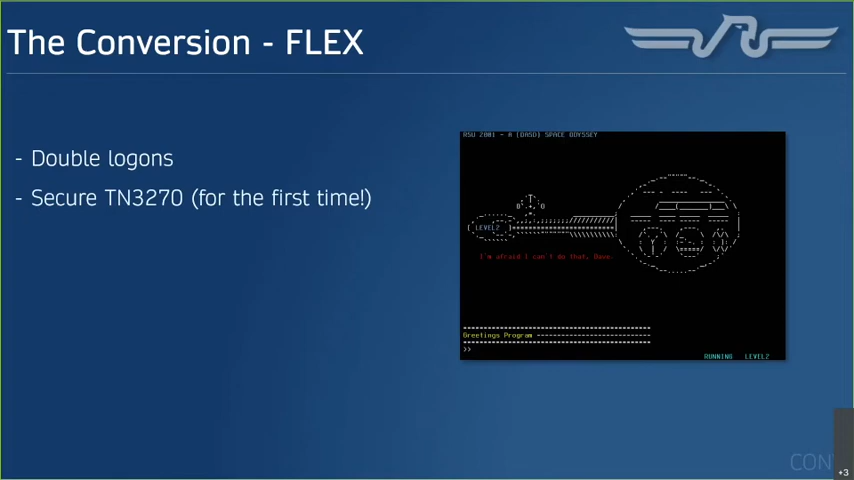 The Conversion - FLEX
- Double logons
- Secure TN3270 (for the first time!)
RSU 2001 - A (DASD) SPACE ODYSSEY
[ LEVEL2 ]
I'm afraid I can't do that, Dave.
Greetings Program
>>
RUNNING LEVEL2
CON
+3